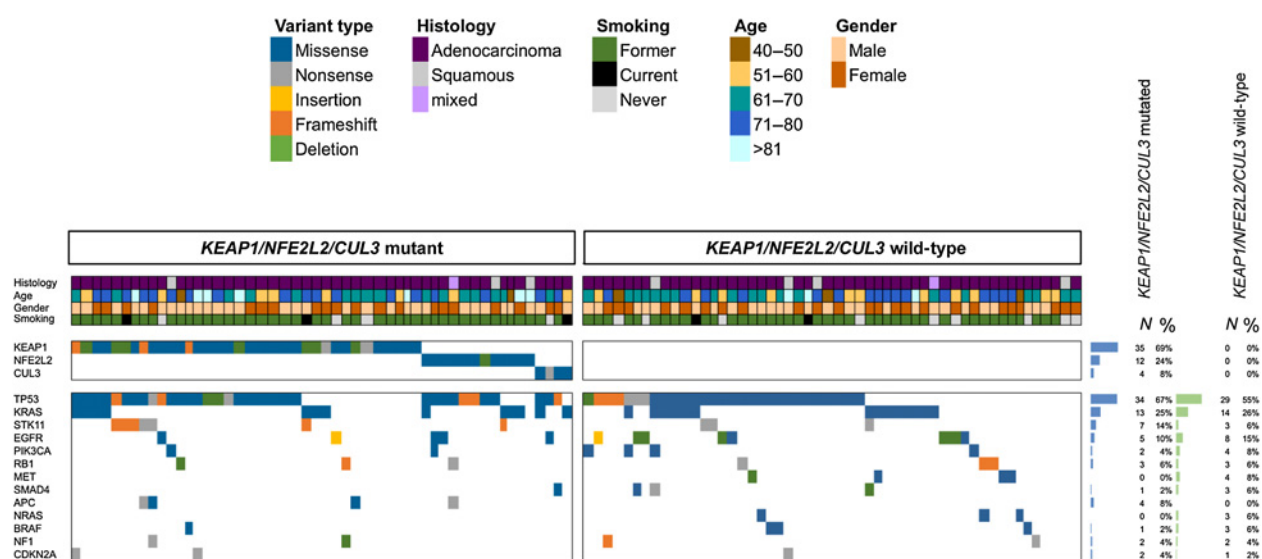 Variant type Histology Smoking Age Gender
Missense Adenocarcinoma Former 40–50 Male
Nonsense Squamous Current 51–60 Female
Insertion mixed Never 61–70
Frameshift 71–80
Deletion >81
KEAP1/NFE2L2/CUL3 mutated
KEAP1/NFE2L2/CUL3 wild-type
KEAP1/NFE2L2/CUL3 mutant KEAP1/NFE2L2/CUL3 wild-type
Histology
Age
Gender
Smoking
N % N %
KEAP1 35 69% 0 0%
NFE2L2 12 24% 0 0%
CUL3 4 8% 0 0%
TP53 34 67% 29 55%
KRAS 13 25% 14 26%
STK11 7 14% 3 6%
EGFR 5 10% 8 15%
PIK3CA 2 4% 4 8%
RB1 3 6% 3 6%
MET 0 0% 4 8%
SMAD4 1 2% 3 6%
APC 4 8% 0 0%
NRAS 0 0% 3 6%
BRAF 1 2% 3 6%
NF1 2 4% 2 4%
CDKN2A 2 4% 1 2%